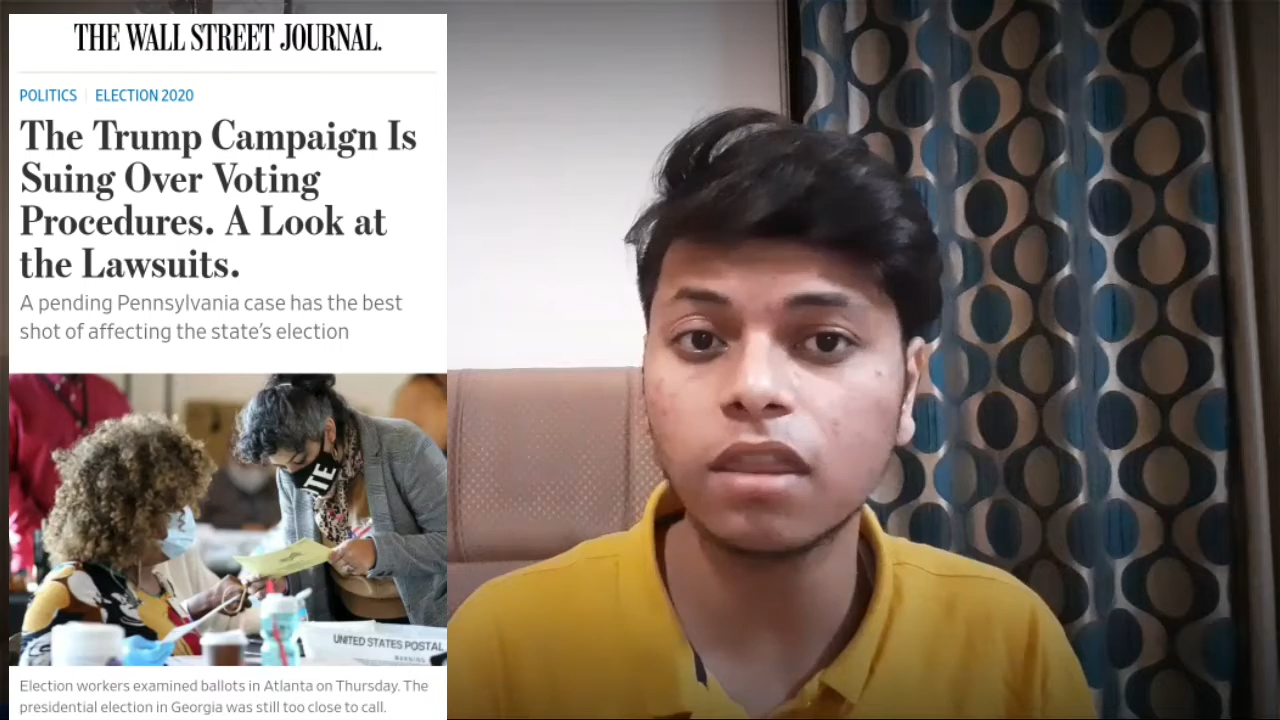 THE WALL STREET JOURNAL.
POLITICS | ELECTION 2020
The Trump Campaign Is
Suing Over Voting
Procedures. A Look at
the Lawsuits.
A pending Pennsylvania case has the best
shot of affecting the state's election
UNITED STATES POSTAL
Election workers examined ballots in Atlanta on Thursday. The
presidential election in Georgia was still too close to call.